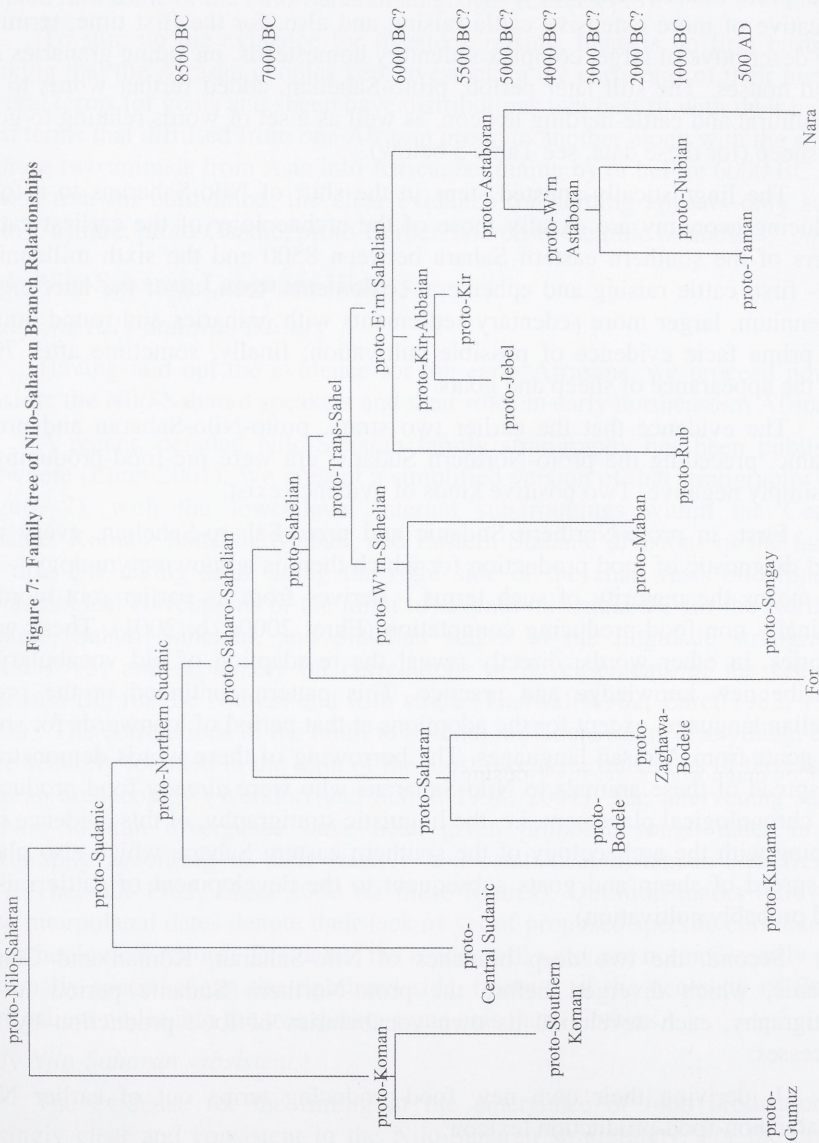 Figure 7: Family tree of Nilo-Saharan Branch Relationships
proto-Nilo-Saharan
proto-Sudanic
proto-Northern Sudanic
8500 BC
proto-Saharo-Sahelian
7000 BC
proto-Sahelian
proto-Trans-Sahel
proto-Koman
proto-W'rn-Sahelian
proto-E'rn Sahelian
6000 BC?
proto-Saharan
proto-Kir-Abbaian
proto-
Central Sudanic
proto-Kir
5500 BC?
proto-Astaboran
proto-Jebel
5000 BC?
proto-Southern
Koman
proto-W'rn
Astaboran
4000 BC??
proto-
Bodele
3000 BC?
proto-
Zaghawa-
Bodele
proto-Maban
2000 BC?
proto-Rub
proto-Nubian
1000 BC
proto-
Gumuz
proto-Kunama
proto-Songay
proto-Taman
500 AD
For
Nara